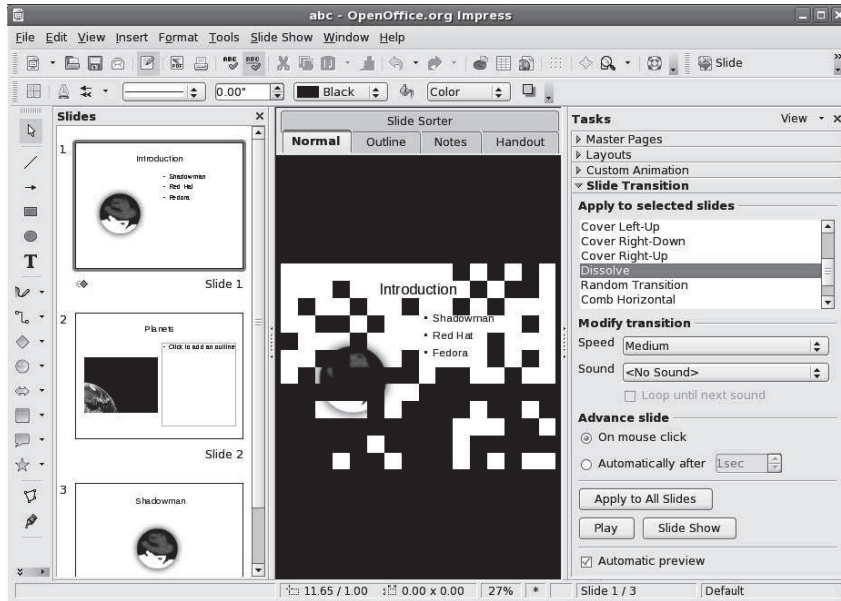 abc - OpenOffice.org Impress
File Edit View Insert Format Tools Slide Show Window Help
Slide
0.00" Black Color
Slides
1
Introduction
• Shadowman
• Red Hat
• Fedora
Slide 1
2
Planets
• Click to add an outline
Slide 2
3
Shadowman
Slide Sorter
Normal Outline Notes Handout
Introduction
• Shadowman
• Red Hat
• Fedora
Tasks View
Master Pages
Layouts
Custom Animation
Slide Transition
Apply to selected slides
Cover Left-Up
Cover Right-Down
Cover Right-Up
Dissolve
Random Transition
Comb Horizontal
Modify transition
Speed Medium
Sound <No Sound>
Loop until next sound
Advance slide
On mouse click
Automatically after 1sec
Apply to All Slides
Play Slide Show
Automatic preview
11.65 / 1.00 0.00 x 0.00 27% * Slide 1 / 3 Default